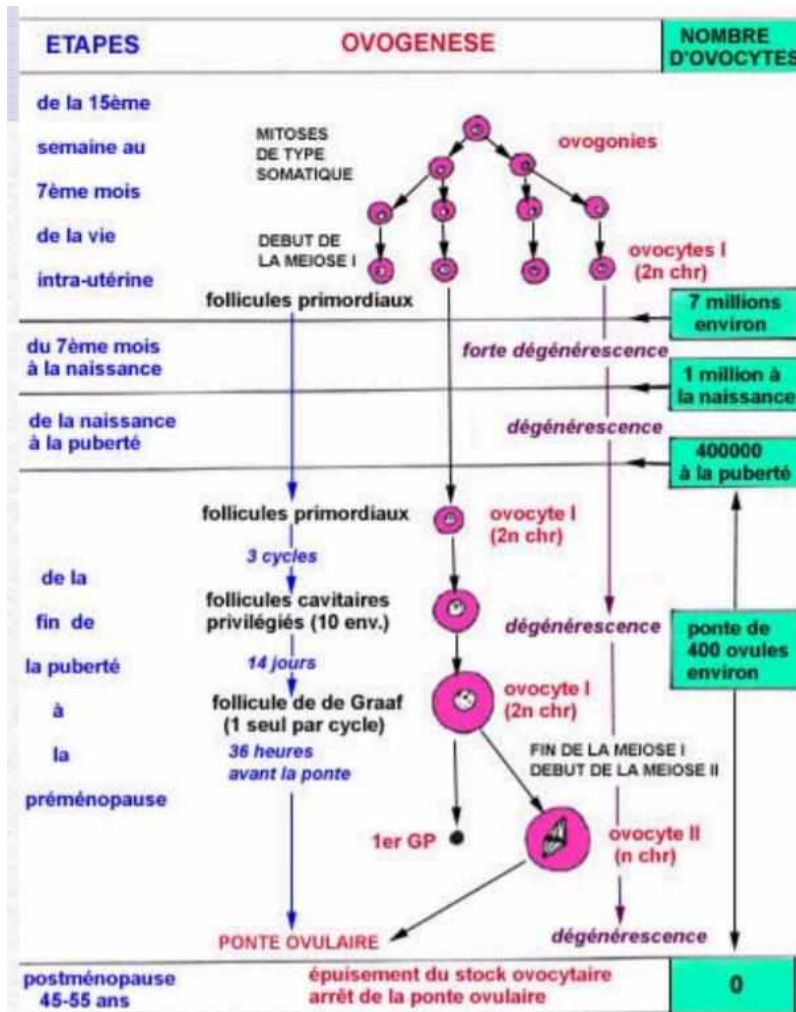 ETAPES
OVOGENESE
NOMBRE
D'OVOCYTES
de la 15ème
semaine au
7ème mois
de la vie
intra-utérine
MITOSES
DE TYPE
SOMATIQUE
ovogonies
DEBUT DE
LA MEIOSE I
ovocytes I
(2n chr)
follicules primordiaux
7 millions
environ
du 7ème mois
à la naissance
forte dégénérescence
1 million à
la naissance
de la naissance
à la puberté
dégénérescence
400000
à la puberté
follicules primordiaux
ovocyte I
(2n chr)
3 cycles
de la
fin de
la puberté
à
la
préménopause
follicules cavitaires
privilégiés (10 env.)
dégénérescence
ponte de
400 ovules
environ
14 jours
follicule de de Graaf
(1 seul par cycle)
ovocyte I
(2n chr)
36 heures
avant la ponte
FIN DE LA MEIOSE I
DEBUT DE LA MEIOSE II
1er GP
ovocyte II
(n chr)
PONTE OVULAIRE
dégénérescence
postménopause
45-55 ans
épuisement du stock ovocytaire
arrêt de la ponte ovulaire
0